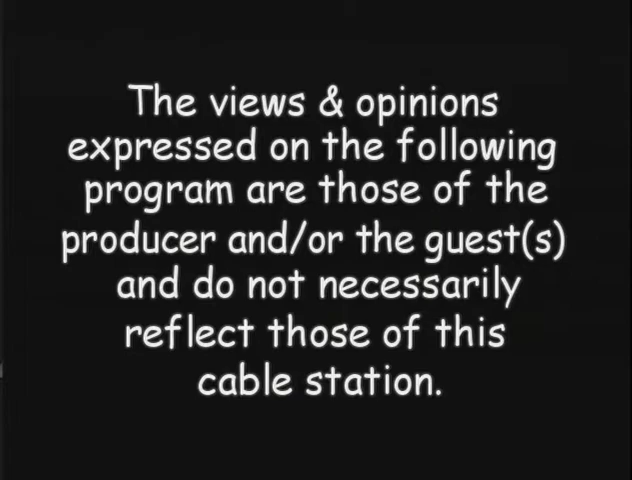 The views & opinions
expressed on the following
program are those of the
producer and/or the guest(s)
and do not necessarily
reflect those of this
cable station.